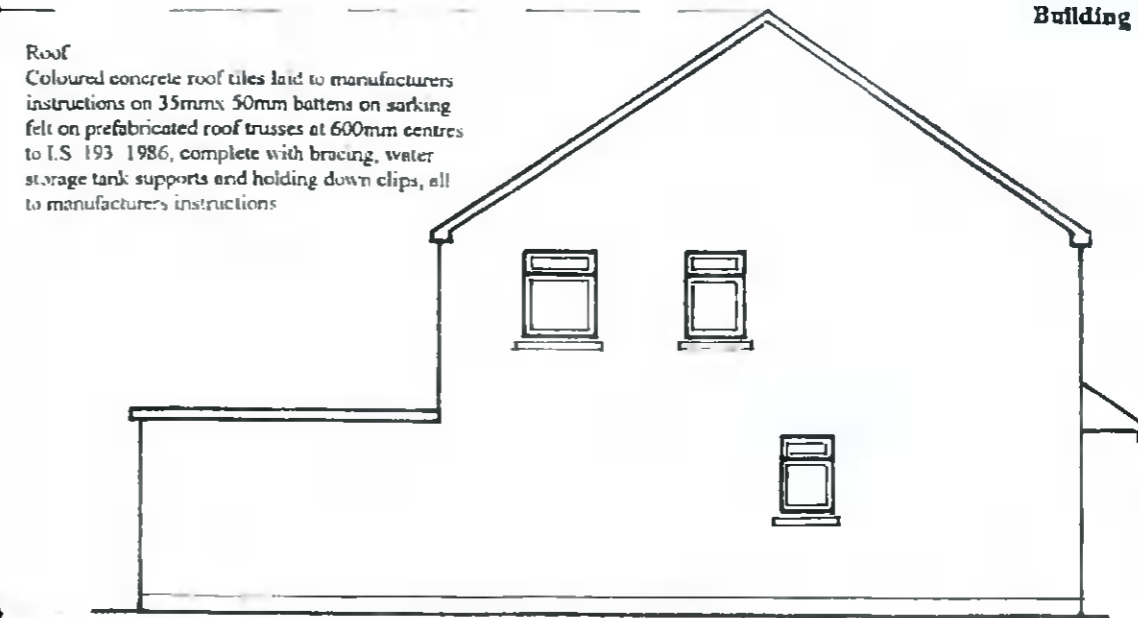 Building
Roof
Coloured concrete roof tiles laid to manufacturers
instructions on 35mmx 50mm battens on sarking
felt on prefabricated roof trusses at 600mm centres
to I.S 193 1986, complete with bracing, water
storage tank supports and holding down clips, all
to manufacturers instructions